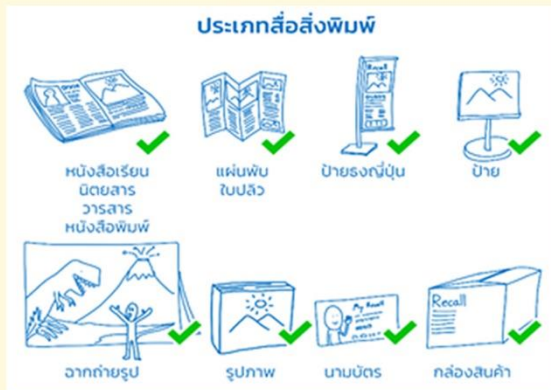 ประเภทสื่อสิ่งพิมพ์
หนังสือเรียน
นิตยสาร
วารสาร
หนังสือพิมพ์
แผ่นพับ
ใบปลิว
ป้ายธงญี่ปุ่น
ป้าย
ฉากถ่ายรูป
รูปภาพ
นามบัตร
กล่องสินค้า
Recall
My Recall
Recall